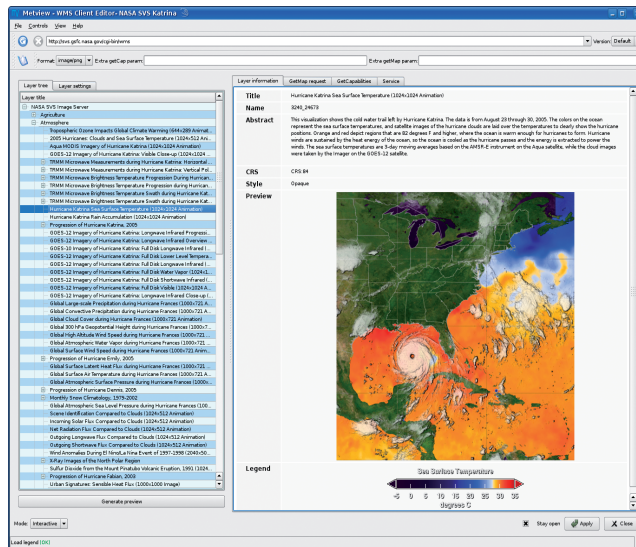 Metview - WMS Client Editor- NASA SVS Katrina
File Controls View Help
http://svs.gsfc.nasa.gov/cgi-bin/wms
Version: Default
Format: image/png
Extra getCap param:
Extra getMap param:
Layer tree
Layer settings
Layer title
NASA SVS Image Server
Agriculture
Atmosphere
Tropospheric Ozone Impacts Global Climate Warming (644x289 Animat...
2005 Hurricanes: Clouds and Sea Surface Temperature (1024x512 Ani...
Aqua MODIS Imagery of Hurricane Katrina (1024x1024 Animation)
GOES-12 Imagery of Hurricane Katrina: Visible Close-up (1024x1024 ...
TRMM Microwave Measurements during Hurricane Katrina: Horizontal ...
TRMM Microwave Measurements during Hurricane Katrina: Vertical Pol...
TRMM Microwave Brightness Temperature Progression During Hurrican...
TRMM Microwave Brightness Temperature Progression during Hurrican...
TRMM Microwave Brightness Temperature Swath during Hurricane Kat...
TRMM Microwave Brightness Temperature Swath during Hurricane Kat...
Hurricane Katrina Sea Surface Temperature (1024x1024 Animation)
Hurricane Katrina Rain Accumulation (1024x1024 Animation)
Progression of Hurricane Katrina, 2005
GOES-12 Imagery of Hurricane Katrina: Longwave Infrared Progressi...
GOES-12 Imagery of Hurricane Katrina: Longwave Infrared Overview ...
GOES-10 Imagery of Hurricane Katrina: Full Disk Longwave Infrared (...
GOES-12 Imagery of Hurricane Katrina: Full Disk Lower Level Tempera...
GOES-12 Imagery of Hurricane Katrina: Full Disk Longwave Infrared (...
GOES-12 Imagery of Hurricane Katrina: Full Disk Water Vapor (1024x1...
GOES-12 Imagery of Hurricane Katrina: Full Disk Shortwave Infrared (...
GOES-12 Imagery of Hurricane Katrina: Full Disk Visible (1024x1024 A...
GOES-12 Imagery of Hurricane Katrina: Longwave Infrared Close-up (...
Global Large-scale Precipitation during Hurricane Frances (1000x721 ...
Global Convective Precipitation during Hurricane Frances (1000x721 ...
Global Cloud Cover during Hurricane Frances (1000x721 Animation)
Global 300 hPa Geopotential Height during Hurricane Frances (1000x7...
Global High Altitude Wind Speed during Hurricane Frances (1000x721 ...
Global Atmospheric Water Vapor during Hurricane Frances (1000x721 ...
Global Surface Wind Speed during Hurricane Frances (1000x721 Anim...
Progression of Hurricane Emily, 2005
Global Surface Latent Heat Flux during Hurricane Frances (1000x721 ...
Global Surface Air Temperature during Hurricane Frances (1000x721 A...
Global Atmospheric Surface Pressure during Hurricane Frances (1000x...
Progression of Hurricane Dennis, 2005
Monthly Snow Climatology, 1979-2002
Global Atmospheric Sea Level Pressure during Hurricane Frances (100...
Scene Identification Compared to Clouds (1024x512 Animation)
Incoming Solar Flux Compared to Clouds (1024x512 Animation)
Net Radiation Flux Compared to Clouds (1024x512 Animation)
Outgoing Longwave Flux Compared to Clouds (1024x512 Animation)
Outgoing Shortwave Flux Compared to Clouds (1024x512 Animation)
Wind Anomalies During El Nino/La Nina Event of 1997-1998 (2040x50...
X-Ray Images of the North Polar Region
Sulfur Dioxide from the Mount Pinatubo Volcanic Eruption, 1991 (1024...
Progression of Hurricane Fabian, 2003
Urban Signatures: Sensible Heat Flux (1000x1000 Image)
Generate preview
Layer information
GetMap request
GetCapabilities
Service
Title Hurricane Katrina Sea Surface Temperature (1024x1024 Animation)
Name 3240_24673
Abstract This visualization shows the cold water trail left by Hurricane Katrina. The data is from August 23 through 30, 2005. The colors on the ocean
represent the sea surface temperatures, and satellite images of the hurricane clouds are laid over the temperatures to clearly show the hurricane
positions. Orange and red depict regions that are 82 degrees F and higher, where the ocean is warm enough for hurricanes to form. Hurricane
winds are sustained by the heat energy of the ocean, so the ocean is cooled as the hurricane passes and the energy is extracted to power the
winds. The sea surface temperatures are 3-day moving averages based on the AMSR-E instrument on the Aqua satellite, while the cloud images
were taken by the Imager on the GOES-12 satellite.
CRS CRS:84
Style Opaque
Preview
Legend
Sea Surface Temperature
-5 0 5 10 15 20 25 30 35
degrees C
Mode: Interactive
Stay open
Apply
Close
Load legend [OK]